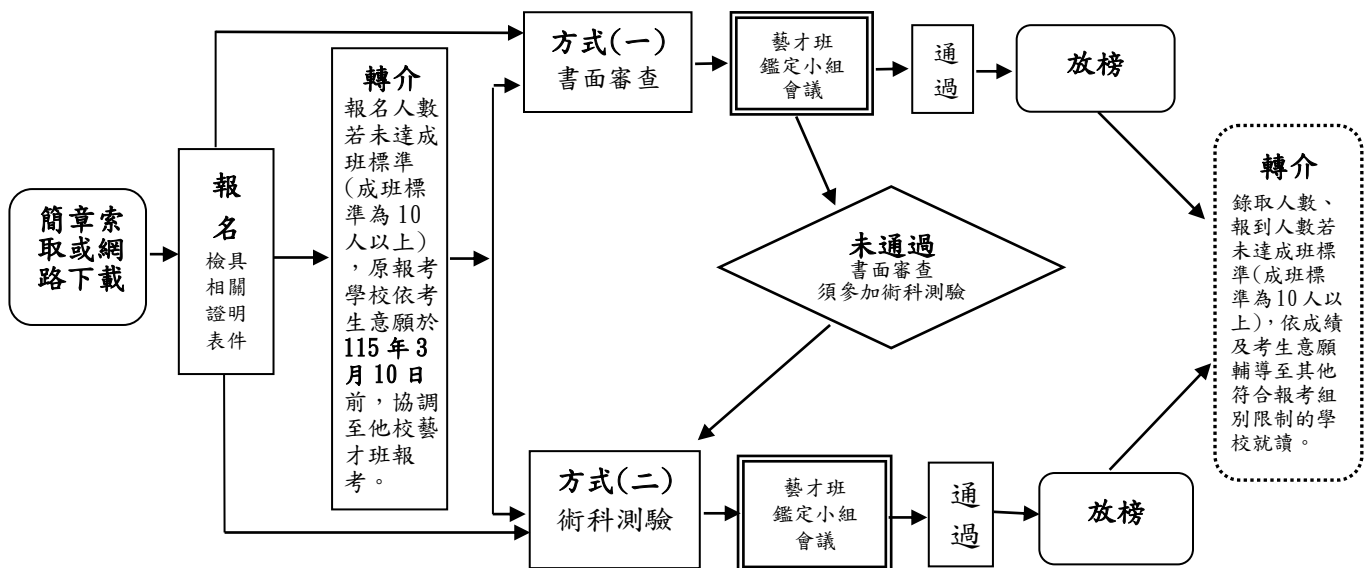 簡章索
取或網
路下載
報
名
檢具
相關
證明
表件
轉介
報名人數
若未達成
班標準
(成班標
準為 10
人以上)
，原報考
學校依考
生意願於
115 年 3
月 10 日
前，協調
至他校藝
才班報
考。
方式(一)
書面審查
藝才班
鑑定小組
會議
通
過
放榜
未通過
書面審查
須參加術科測驗
方式(二)
術科測驗
藝才班
鑑定小組
會議
通
過
放榜
轉介
錄取人數、
報到人數若
未達成班標
準(成班標
準為10人以
上)，依成績
及考生意願
輔導至其他
符合報考組
別限制的學
校就讀。